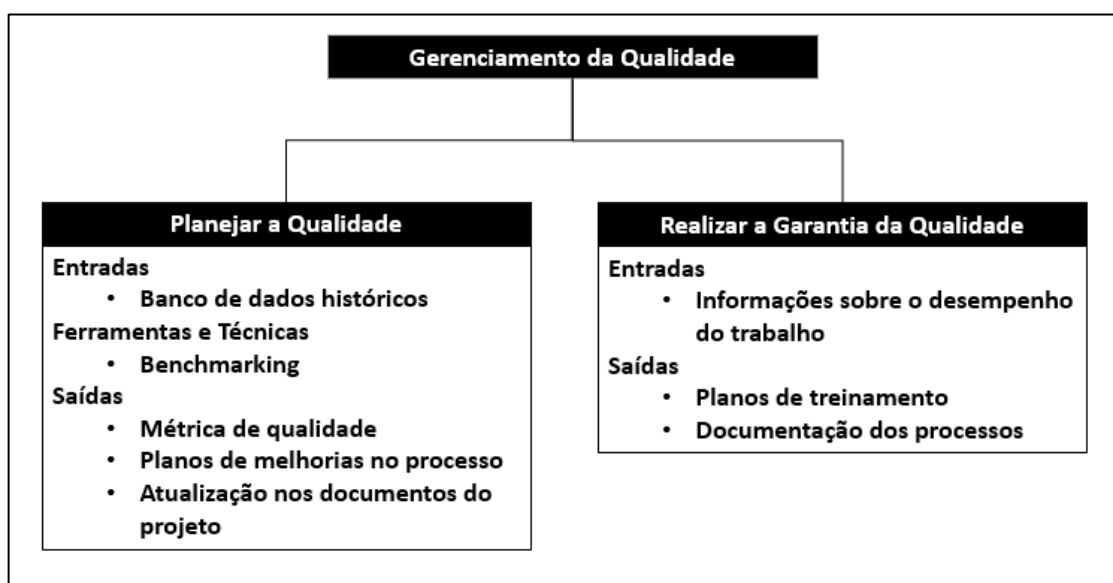 Gerenciamento da Qualidade
Planejar a Qualidade
Entradas
• Banco de dados históricos
Ferramentas e Técnicas
• Benchmarking
Saídas
• Métrica de qualidade
• Planos de melhorias no processo
• Atualização nos documentos do
projeto
Realizar a Garantia da Qualidade
Entradas
• Informações sobre o desempenho
do trabalho
Saídas
• Planos de treinamento
• Documentação dos processos